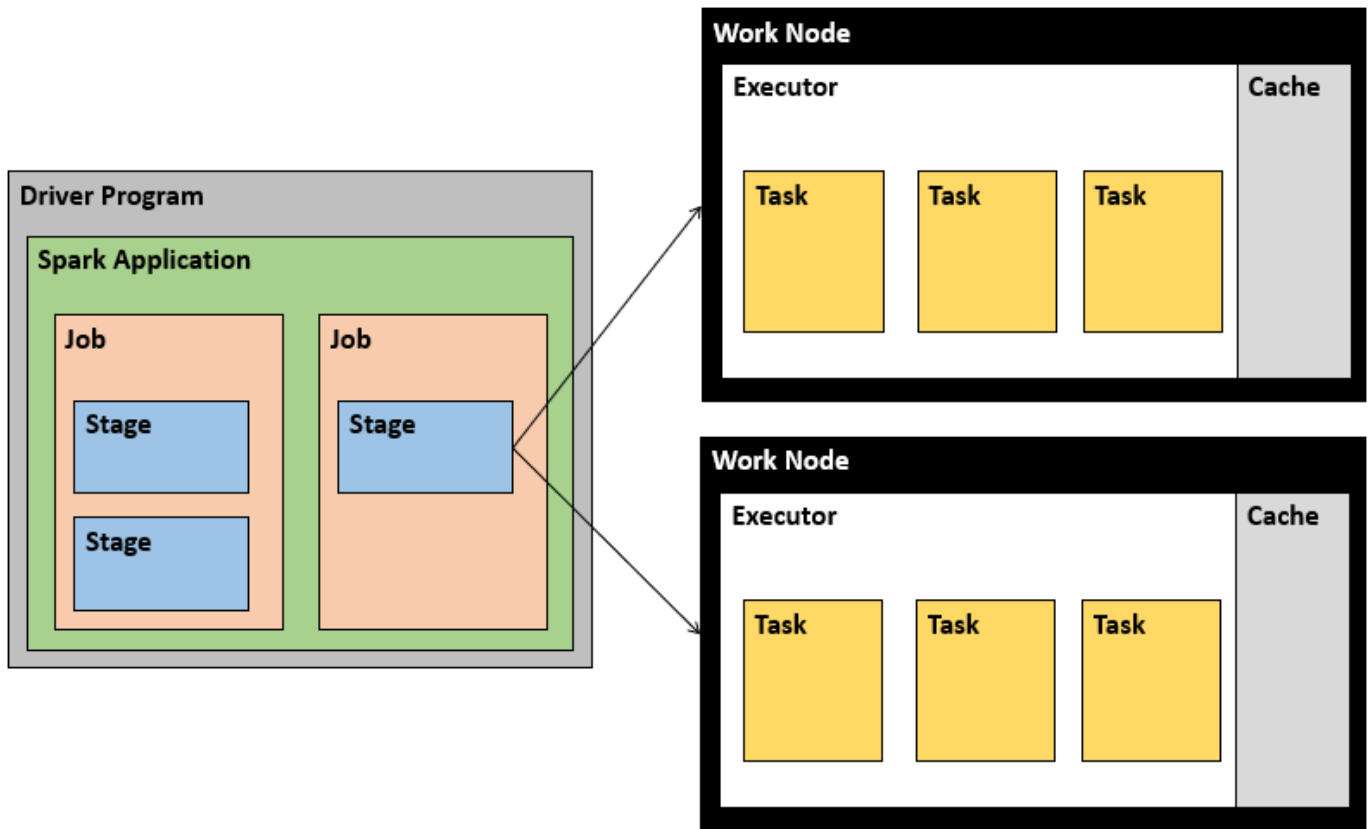 Driver Program
Spark Application
Job
Stage
Stage
Job
Stage
Work Node
Executor
Cache
Task
Task
Task
Work Node
Executor
Cache
Task
Task
Task